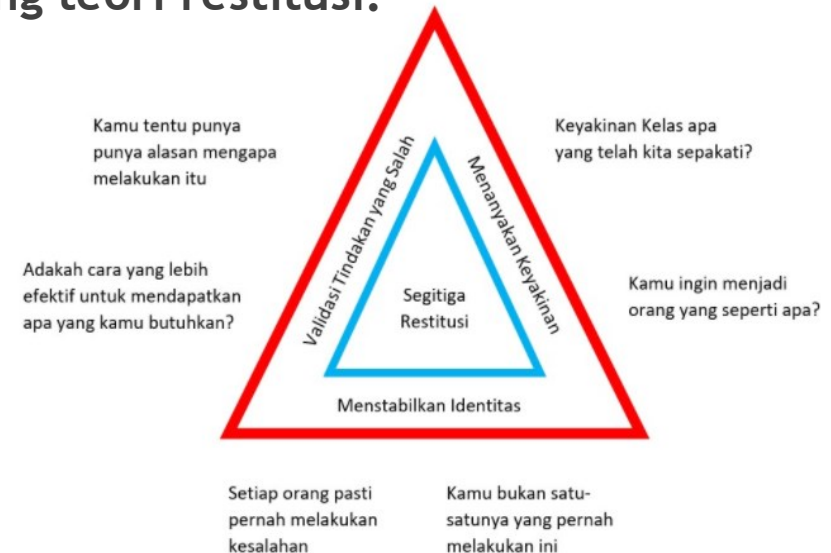 ng teori restitusi.
Kamu tentu punya
punya alasan mengapa
melakukan itu
Keyakinan Kelas apa
yang telah kita sepakati?
Validasi Tindakan yang Salah
Menanyakan Keyakinan
Adakah cara yang lebih
efektif untuk mendapatkan
apa yang kamu butuhkan?
Segitiga
Restitusi
Kamu ingin menjadi
orang yang seperti apa?
Menstabilkan Identitas
Setiap orang pasti
pernah melakukan
kesalahan
Kamu bukan satu-
satunya yang pernah
melakukan ini